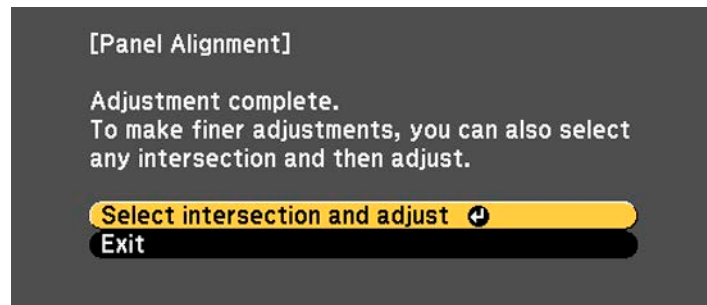 [Panel Alignment]
Adjustment complete.
To make finer adjustments, you can also select
any intersection and then adjust.
Select intersection and adjust
Exit